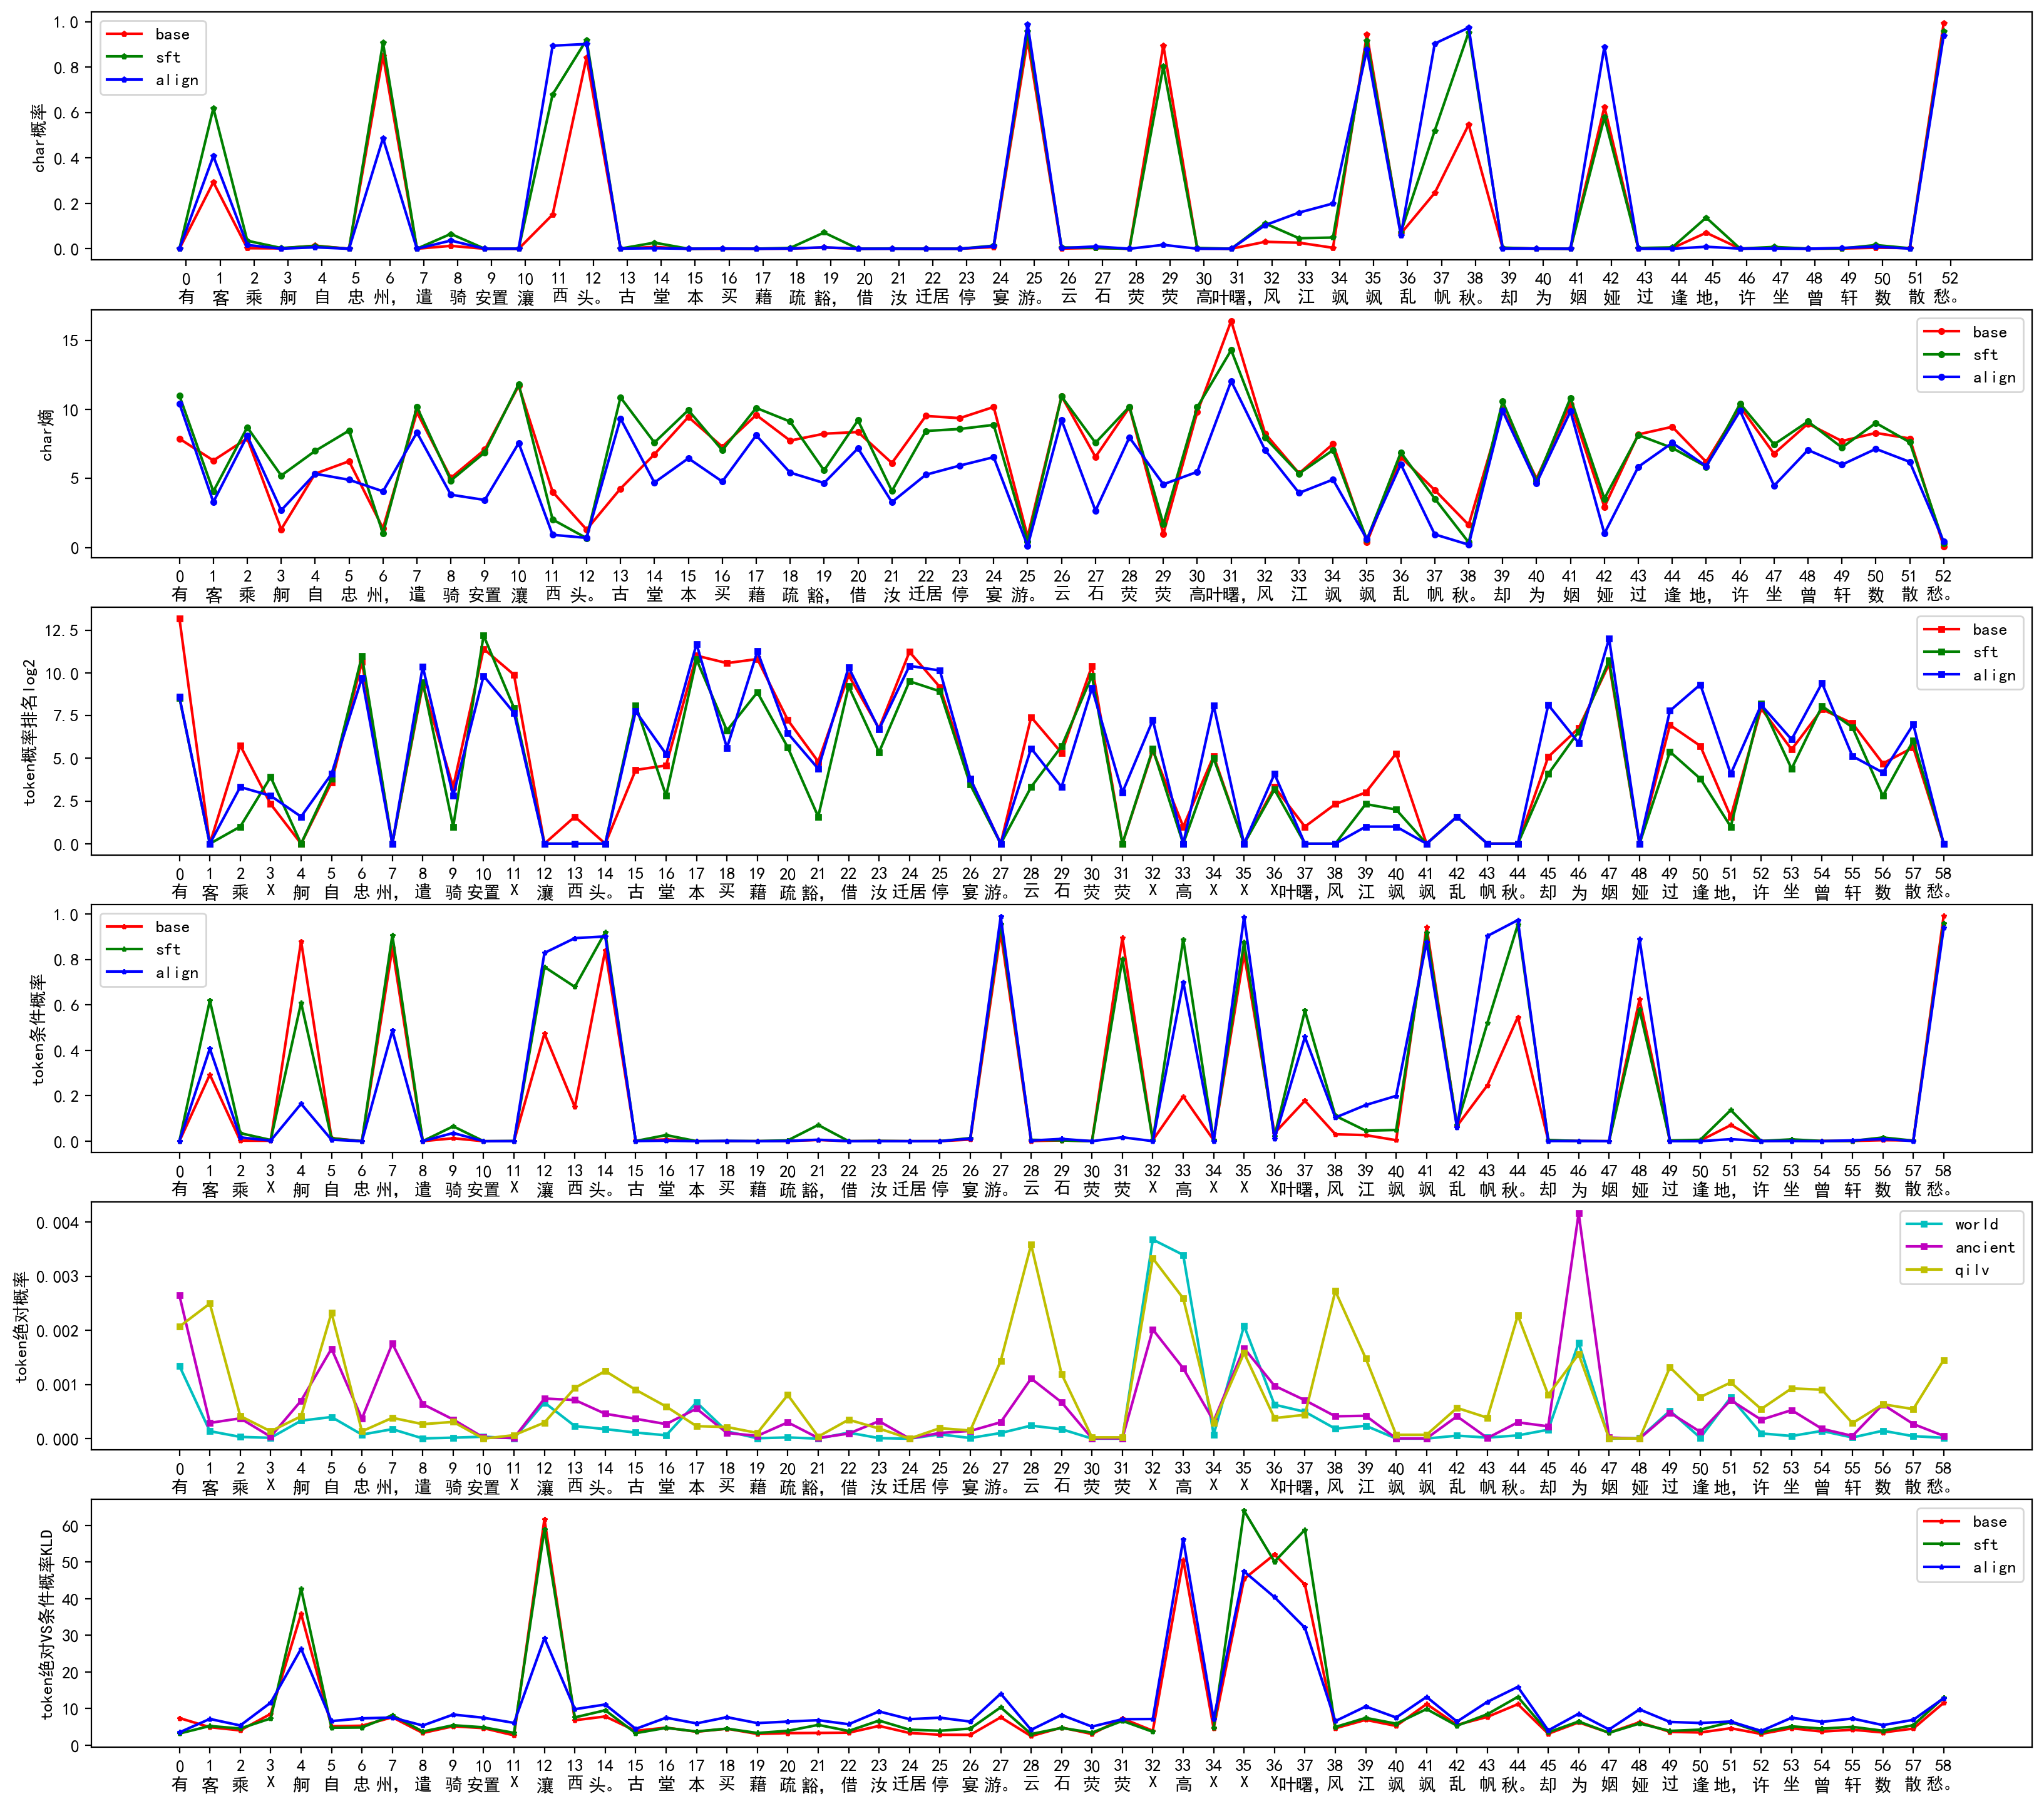 char概率
1.0
0.8
0.6
0.4
0.2
0.0
base
sft
align
0 1 2 3 4 5 6 7 8 9 10 11 12 13 14 15 16 17 18 19 20 21 22 23 24 25 26 27 28 29 30 31 32 33 34 35 36 37 38 39 40 41 42 43 44 45 46 47 48 49 50 51 52
有 客 乘 舸 自 忠 州, 遣 骑 安置 瀼 西 头。 古 堂 本 买 藉 疏 豁, 借 汝 迁居 停 宴 游。 云 石 荧 荧 高 叶曙, 风 江 飒 飒 乱 帆 秋。 却 为 姻 娅 过 逢 地, 许 坐 曾 轩 数 散 愁。
char熵
15
10
5
0
base
sft
align
0 1 2 3 4 5 6 7 8 9 10 11 12 13 14 15 16 17 18 19 20 21 22 23 24 25 26 27 28 29 30 31 32 33 34 35 36 37 38 39 40 41 42 43 44 45 46 47 48 49 50 51 52
有 客 乘 舸 自 忠 州, 遣 骑 安置 瀼 西 头。 古 堂 本 买 藉 疏 豁, 借 汝 迁居 停 宴 游。 云 石 荧 荧 高 叶曙, 风 江 飒 飒 乱 帆 秋。 却 为 姻 娅 过 逢 地, 许 坐 曾 轩 数 散 愁。
token概率排名log2
12.5
10.0
7.5
5.0
2.5
0.0
base
sft
align
0 1 2 3 4 5 6 7 8 9 10 11 12 13 14 15 16 17 18 19 20 21 22 23 24 25 26 27 28 29 30 31 32 33 34 35 36 37 38 39 40 41 42 43 44 45 46 47 48 49 50 51 52 53 54 55 56 57 58
有 客 乘 X 舸 自 忠 州, 遣 骑 安置 X 瀼 西 头。 古 堂 本 买 藉 疏 豁, 借 汝 迁居 停 宴 游。 云 石 荧 荧 X 高 X X X 叶曙, 风 江 飒 飒 乱 帆 秋。 却 为 姻 娅 过 逢 地, 许 坐 曾 轩 数 散 愁。
token条件概率
1.0
0.8
0.6
0.4
0.2
0.0
base
sft
align
0 1 2 3 4 5 6 7 8 9 10 11 12 13 14 15 16 17 18 19 20 21 22 23 24 25 26 27 28 29 30 31 32 33 34 35 36 37 38 39 40 41 42 43 44 45 46 47 48 49 50 51 52 53 54 55 56 57 58
有 客 乘 X 舸 自 忠 州, 遣 骑 安置 X 瀼 西 头。 古 堂 本 买 藉 疏 豁, 借 汝 迁居 停 宴 游。 云 石 荧 荧 X 高 X X X 叶曙, 风 江 飒 飒 乱 帆 秋。 却 为 姻 娅 过 逢 地, 许 坐 曾 轩 数 散 愁。
token绝对概率
0.004
0.003
0.002
0.001
0.000
world
ancient
qilv
0 1 2 3 4 5 6 7 8 9 10 11 12 13 14 15 16 17 18 19 20 21 22 23 24 25 26 27 28 29 30 31 32 33 34 35 36 37 38 39 40 41 42 43 44 45 46 47 48 49 50 51 52 53 54 55 56 57 58
有 客 乘 X 舸 自 忠 州, 遣 骑 安置 X 瀼 西 头。 古 堂 本 买 藉 疏 豁, 借 汝 迁居 停 宴 游。 云 石 荧 荧 X 高 X X X 叶曙, 风 江 飒 飒 乱 帆 秋。 却 为 姻 娅 过 逢 地, 许 坐 曾 轩 数 散 愁。
token绝对VS条件概率KLD
60
50
40
30
20
10
0
base
sft
align
0 1 2 3 4 5 6 7 8 9 10 11 12 13 14 15 16 17 18 19 20 21 22 23 24 25 26 27 28 29 30 31 32 33 34 35 36 37 38 39 40 41 42 43 44 45 46 47 48 49 50 51 52 53 54 55 56 57 58
有 客 乘 X 舸 自 忠 州, 遣 骑 安置 X 瀼 西 头。 古 堂 本 买 藉 疏 豁, 借 汝 迁居 停 宴 游。 云 石 荧 荧 X 高 X X X 叶曙, 风 江 飒 飒 乱 帆 秋。 却 为 姻 娅 过 逢 地, 许 坐 曾 轩 数 散 愁。